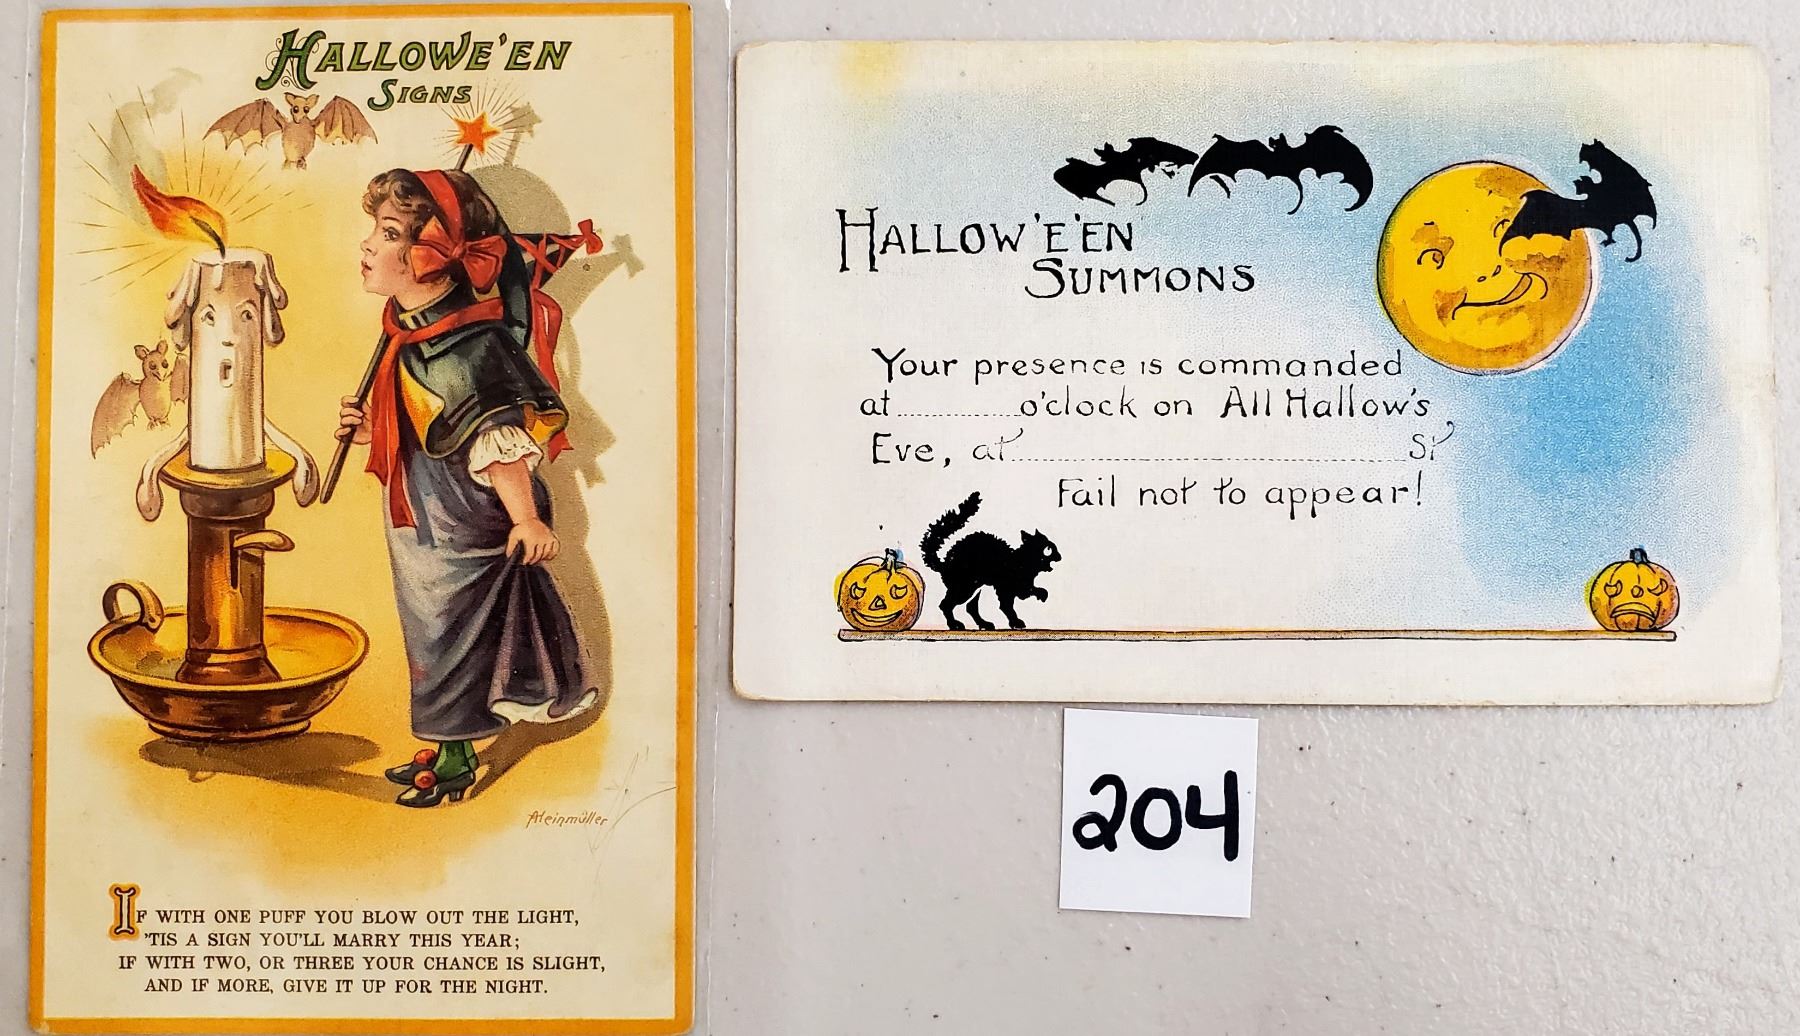 HALLOWE'EN
SIGNS
Meinmüller
IF WITH ONE PUFF YOU BLOW OUT THE LIGHT,
'TIS A SIGN YOU'LL MARRY THIS YEAR;
IF WITH TWO, OR THREE YOUR CHANCE IS SLIGHT,
AND IF MORE, GIVE IT UP FOR THE NIGHT.
HALLOW'E'EN
SUMMONS
Your presence is commanded
at..........o'clock on All Hallow's
Eve, at..............................St
Fail not to appear!
204